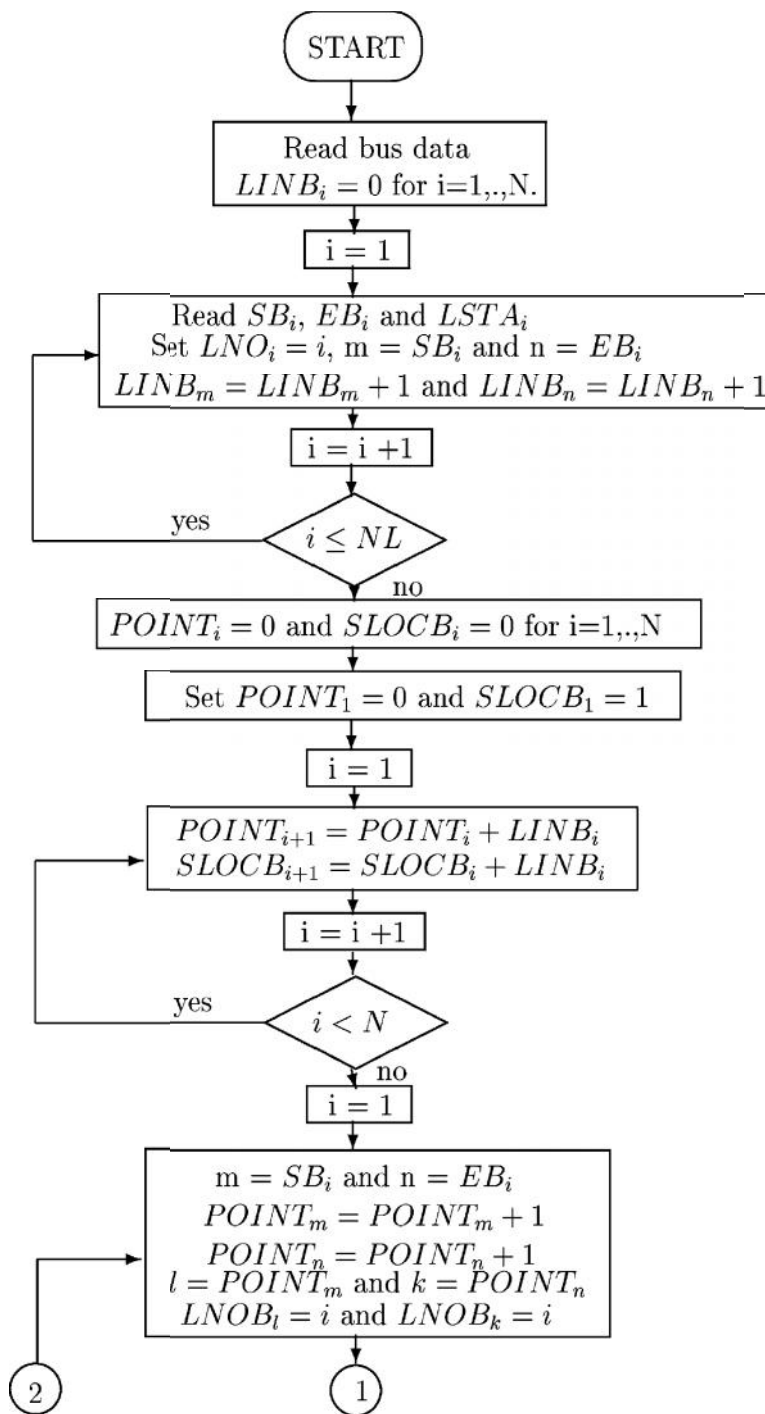 START
Read bus data
LINB_i = 0 for i=1,.,N.
i = 1
Read SB_i, EB_i and LSTA_i
Set LNO_i = i, m = SB_i and n = EB_i
LINB_m = LINB_m + 1 and LINB_n = LINB_n + 1
i = i +1
yes
i ≤ NL
no
POINT_i = 0 and SLOCB_i = 0 for i=1,.,N
Set POINT_1 = 0 and SLOCB_1 = 1
i = 1
POINT_{i+1} = POINT_i + LINB_i
SLOCB_{i+1} = SLOCB_i + LINB_i
i = i +1
yes
i < N
no
i = 1
m = SB_i and n = EB_i
POINT_m = POINT_m + 1
POINT_n = POINT_n + 1
l = POINT_m and k = POINT_n
LNOB_l = i and LNOB_k = i
2
1